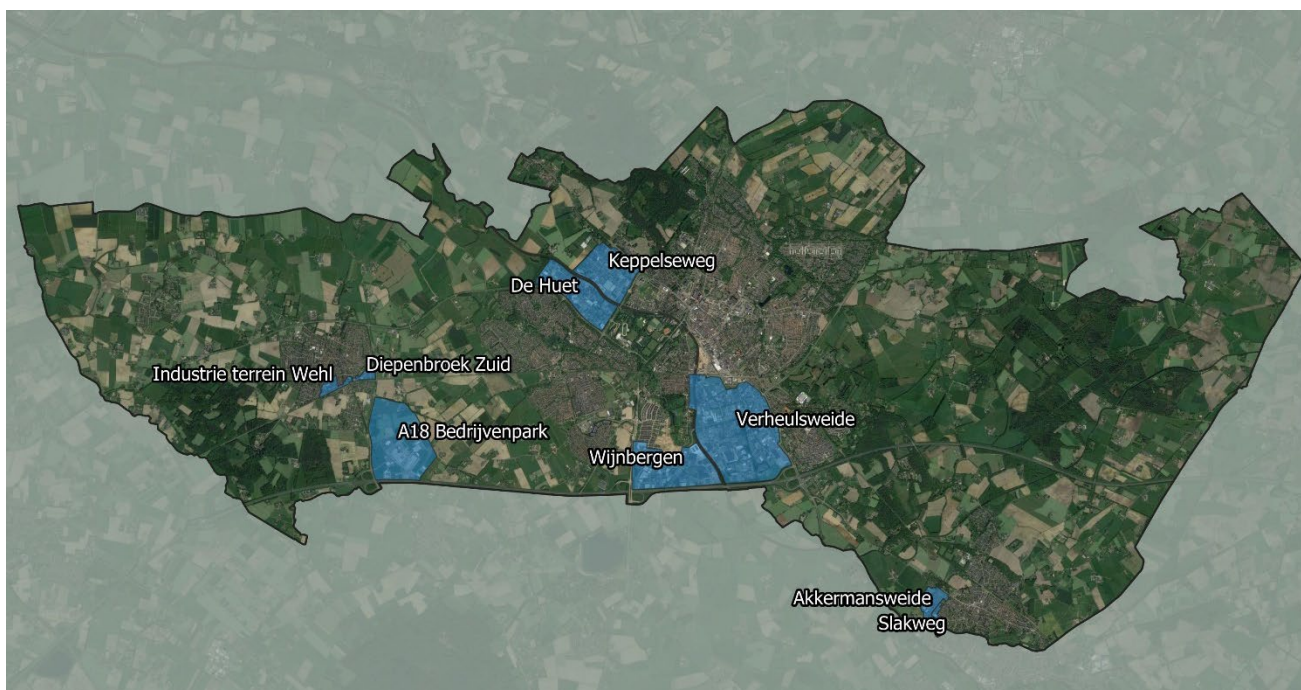 Keppelseweg
De Huet
Diepenbroek Zuid
Industrie terrein Wehl
A18 Bedrijvenpark
Verheulsweide
Wijnbergen
Akkermansweide
Slakweg